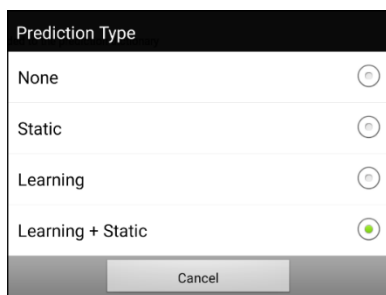 Prediction Type
None
Static
Learning
Learning + Static
Cancel